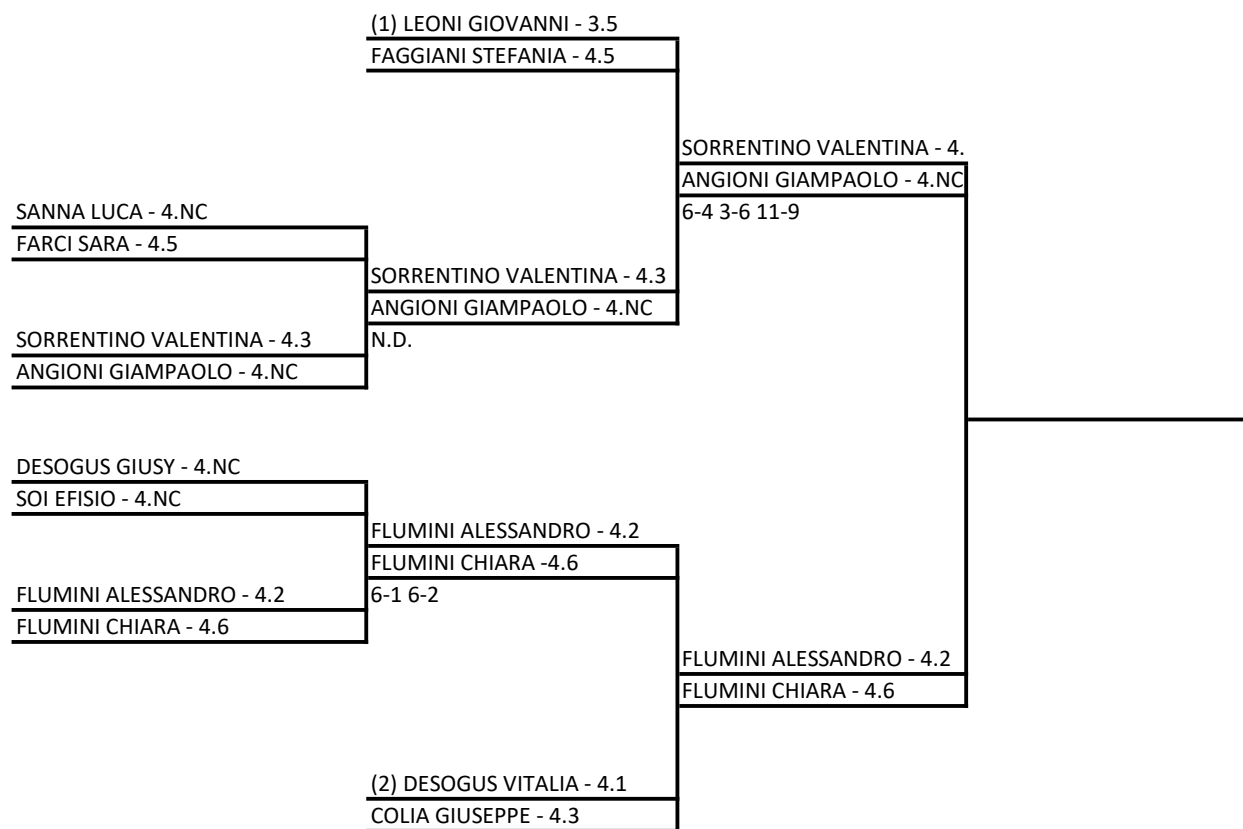 (1) LEONI GIOVANNI - 3.5
FAGGIANI STEFANIA - 4.5
SORRENTINO VALENTINA - 4.
ANGIONI GIAMPAOLO - 4.NC
6-4 3-6 11-9
SANNA LUCA - 4.NC
FARCI SARA - 4.5
SORRENTINO VALENTINA - 4.3
ANGIONI GIAMPAOLO - 4.NC
N.D.
SORRENTINO VALENTINA - 4.3
ANGIONI GIAMPAOLO - 4.NC
DESOGUS GIUSY - 4.NC
SOI EFISIO - 4.NC
FLUMINI ALESSANDRO - 4.2
FLUMINI CHIARA -4.6
6-1 6-2
FLUMINI ALESSANDRO - 4.2
FLUMINI CHIARA - 4.6
FLUMINI ALESSANDRO - 4.2
FLUMINI CHIARA - 4.6
(2) DESOGUS VITALIA - 4.1
COLIA GIUSEPPE - 4.3